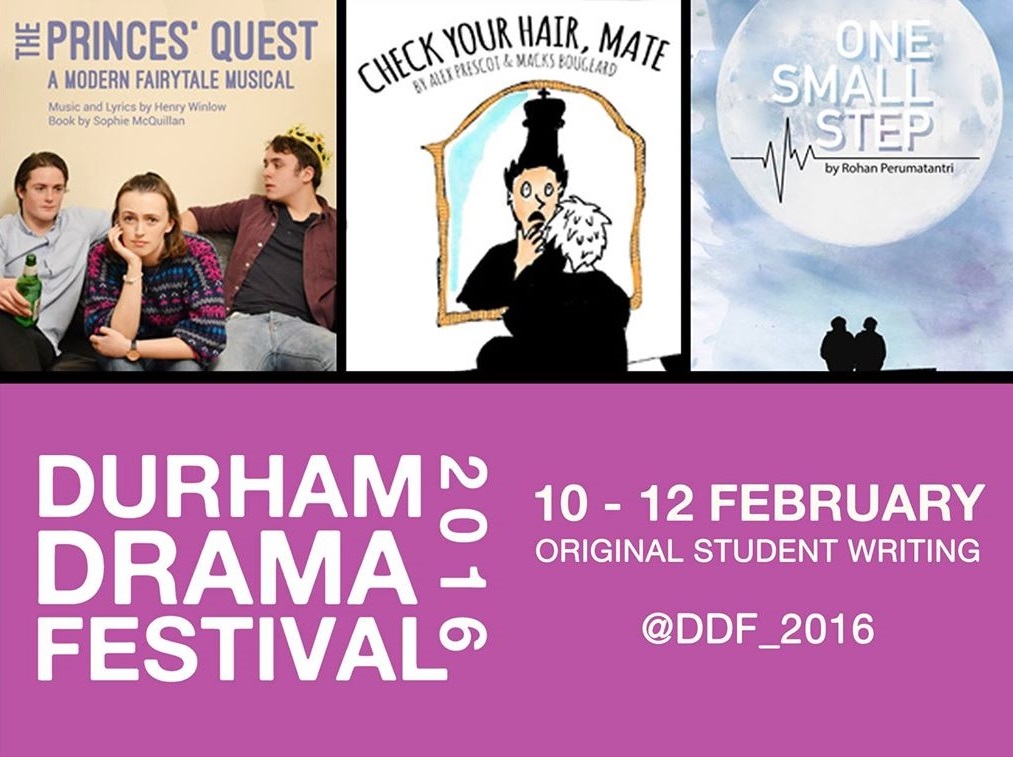 THE PRINCES' QUEST
A MODERN FAIRYTALE MUSICAL
Music and Lyrics by Henry Winlow
Book by Sophie McQuillan
CHECK YOUR HAIR, MATE
BY ALEX PRESCOT & MACKS BOUGEARD
ONE
SMALL
STEP
by Rohan Perumatantri
DURHAM
DRAMA
FESTIVAL
2016
10 - 12 FEBRUARY
ORIGINAL STUDENT WRITING
@DDF_2016